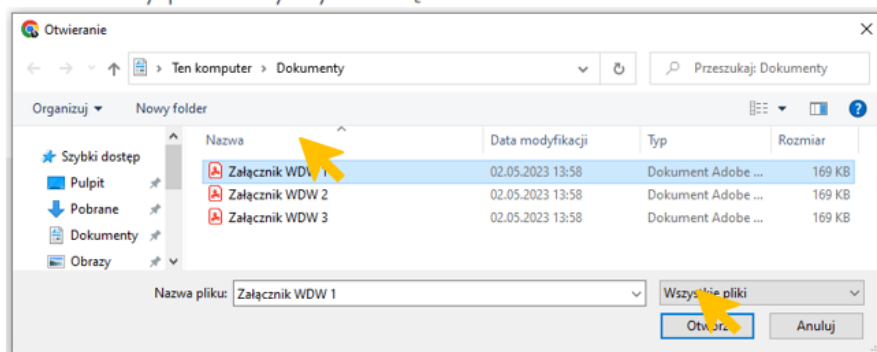 Otwieranie
Ten komputer > Dokumenty
Przeszukaj: Dokumenty
Organizuj
Nowy folder
Nazwa
Data modyfikacji
Typ
Rozmiar
Szybki dostęp
Pulpit
Pobrane
Dokumenty
Obrazy
Załącznik WDW 1
02.05.2023 13:58
Dokument Adobe ...
169 KB
Załącznik WDW 2
02.05.2023 13:58
Dokument Adobe ...
169 KB
Załącznik WDW 3
02.05.2023 13:58
Dokument Adobe ...
169 KB
Nazwa pliku:
Załącznik WDW 1
Wszystkie pliki
Otwórz
Anuluj